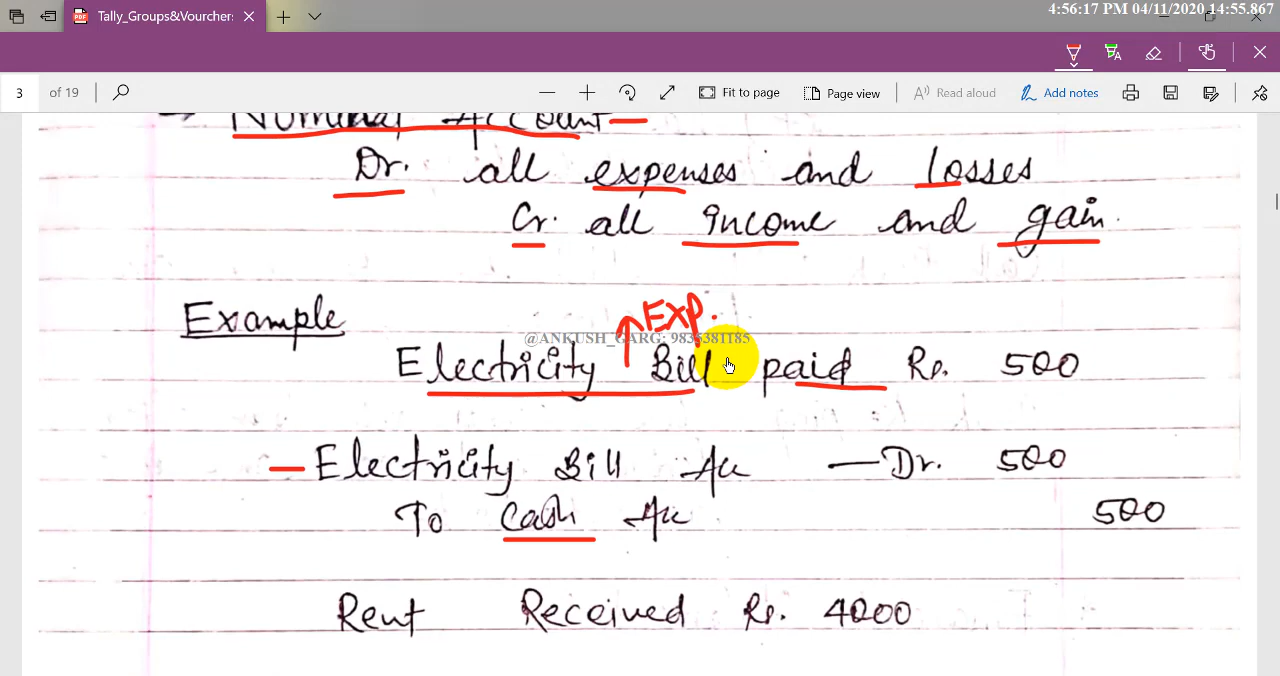 4:56:17 PM 04/11/2020 14:55.867
Tally_Groups&Vourchers
3 of 19 Fit to page Page view Read aloud Add notes
→ Nominal Account
Dr. all expenses and losses
Cr. all income and gain.
Example
EXP.
@ANKUSH_GARG: 9835381185
Electricity Bill paid Rs. 500
Electricity Bill A/c — Dr. 500
To Cash A/c 500
Rent Received Rs. 4000